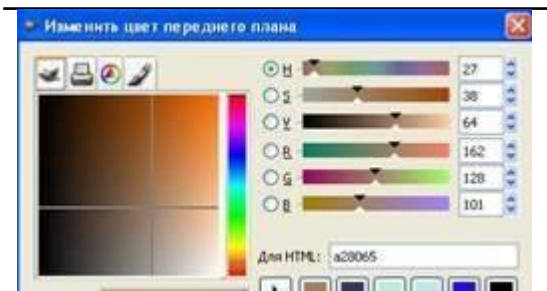 Изменить цвет переднего плана
H 27
S 38
V 64
R 162
G 128
B 101
Для HTML: a28065